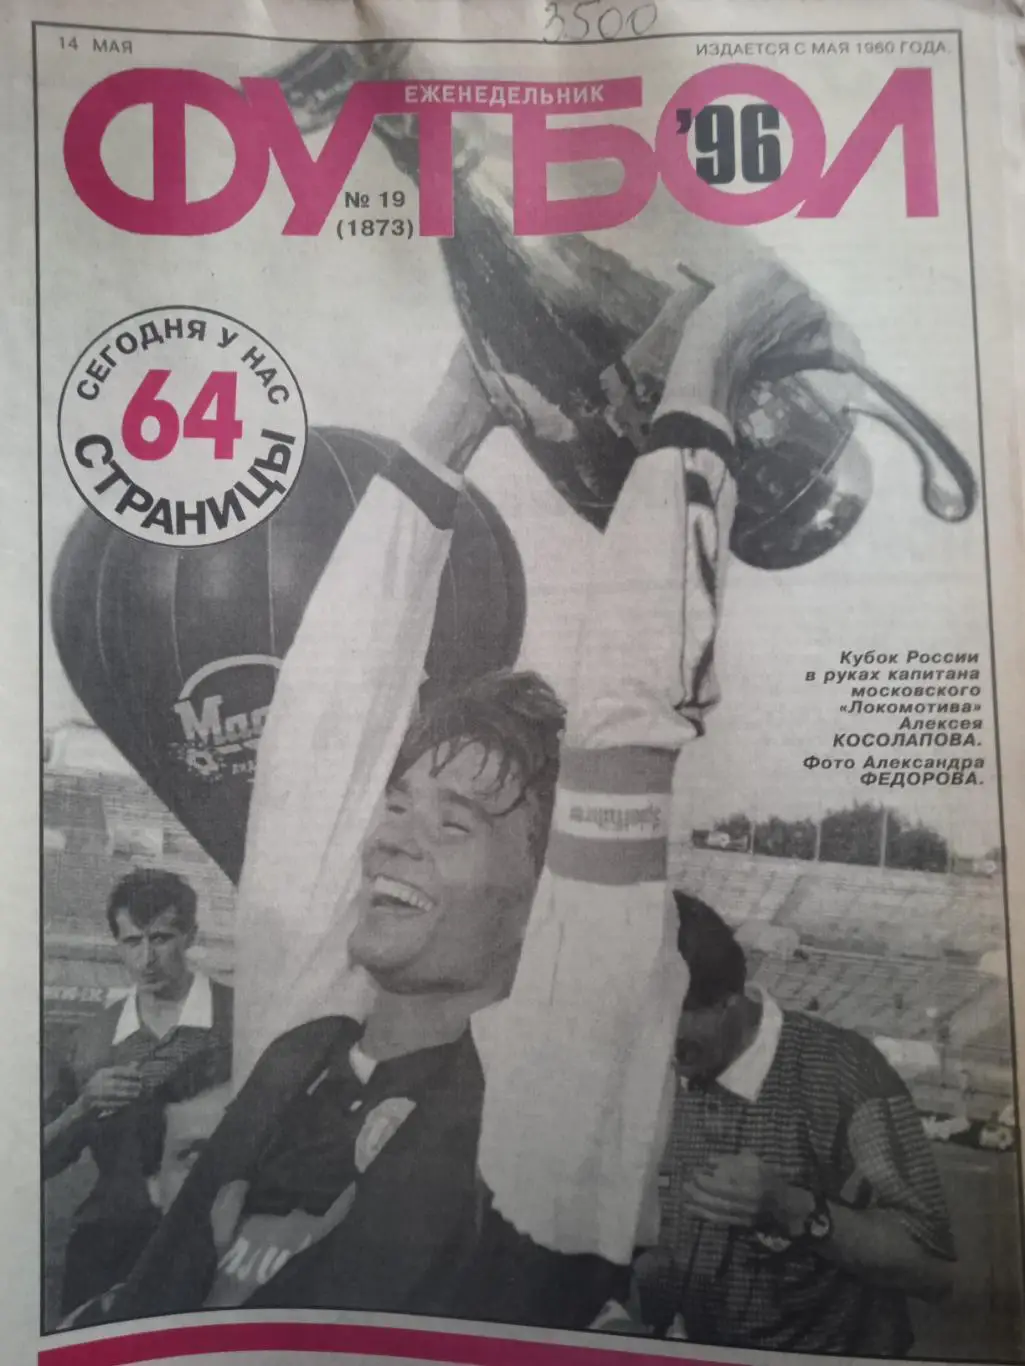 3500
14 МАЯ
ИЗДАЕТСЯ С МАЯ 1960 ГОДА.
ЕЖЕНЕДЕЛЬНИК
ФУТБОЛ
'96
№ 19
(1873)
СЕГОДНЯ У НАС
64
СТРАНИЦЫ
Кубок России
в руках капитана
московского
«Локомотива»
Алексея
КОСОЛАПОВА.
Фото Александра
ФЕДОРОВА.